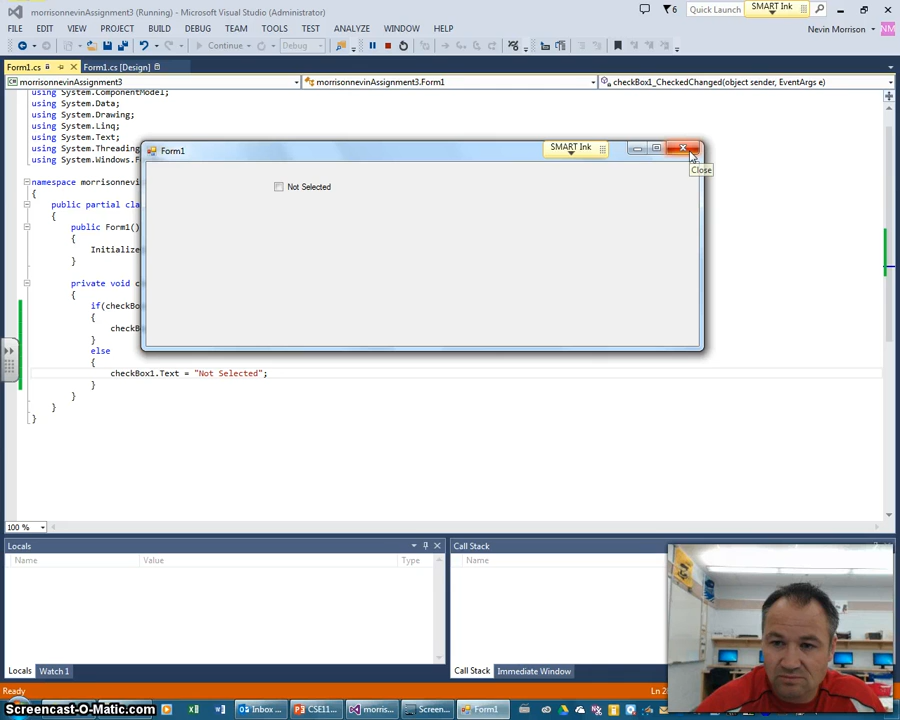 morrisonnevinAssignment3 (Running) - Microsoft Visual Studio (Administrator)
SMART Ink
6
Quick Launch
FILE EDIT VIEW PROJECT BUILD DEBUG TEAM TOOLS TEST ANALYZE WINDOW HELP
Nevin Morrison
NM
Continue
Debug
Form1.cs
Form1.cs [Design]
morrisonnevinAssignment3
morrisonnevinAssignment3.Form1
checkBox1_CheckedChanged(object sender, EventArgs e)
using System.ComponentModel;
using System.Data;
using System.Drawing;
using System.Linq;
using System.Text;
using System.Threading
using System.Windows.F
namespace morrisonnevin
{
public partial clas
{
public Form1()
{
Initialize
}
private void c
{
if(checkBo
{
checkB
}
else
{
checkBox1.Text = "Not Selected";
}
}
}
}
Form1
SMART Ink
Close
Not Selected
100 %
Locals
Name Value Type
Call Stack
Name
Locals Watch 1
Call Stack Immediate Window
Ready
Ln 2
Screencast-O-Matic.com
Inbox ...
CSE11...
morris...
Screen...
Form1